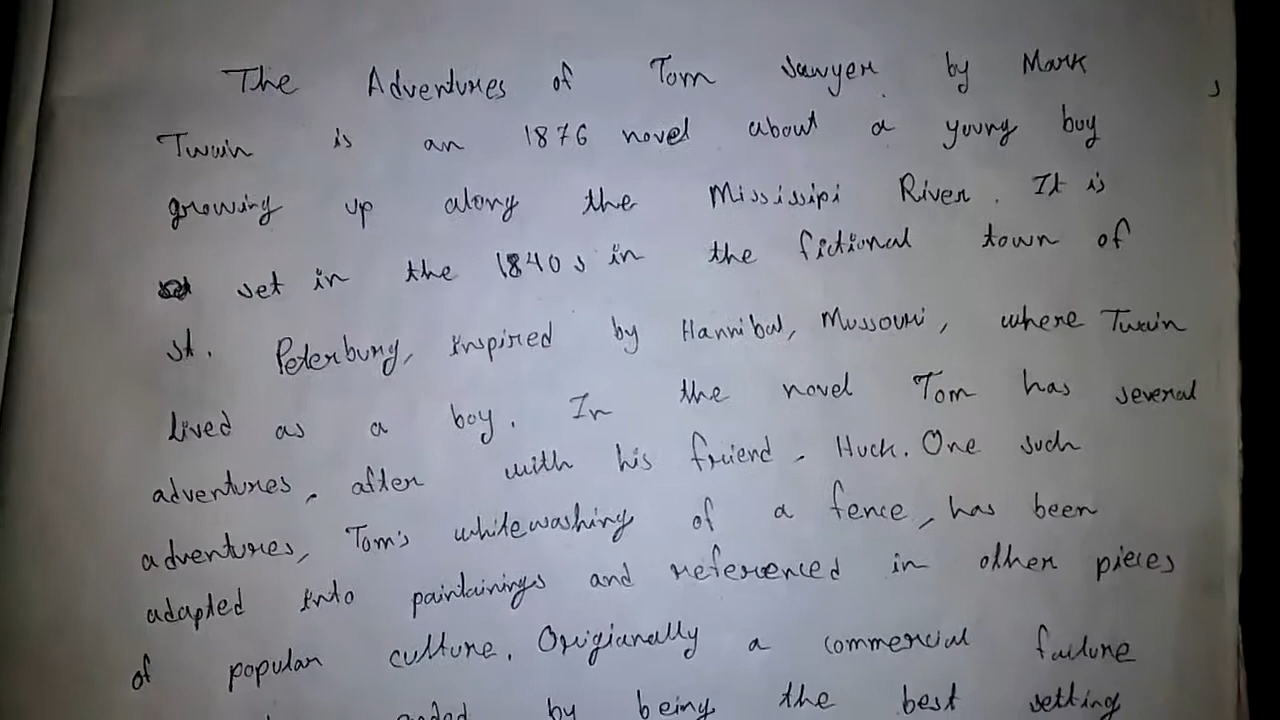 The Adventures of Tom Sawyer by Mark
Twain is an 1876 novel about a young boy
growing up along the Mississipi River. It is
set in the 1840s in the fictional town of
st. Peterburg, inspired by Hannibal, Mussouri, where Twain
lived as a boy. In the novel Tom has several
adventures, often with his friend, Huck. One such
adventures, Tom's whitewashing of a fence, has been
adapted into paintainings and referenced in other pieces
of popular culture. Origianally a commercial failure
by being the best setting